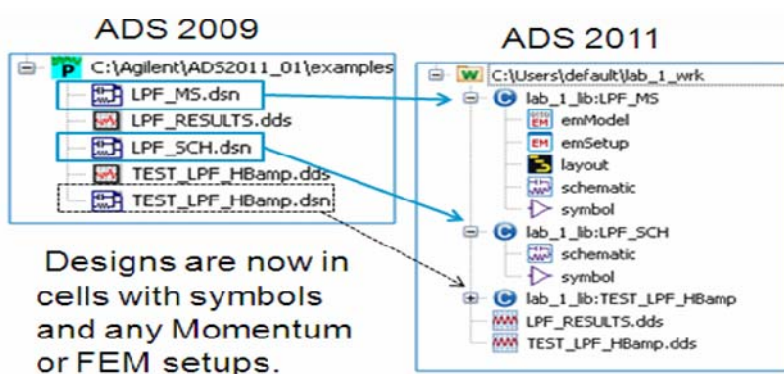 ADS 2009
P C:\Agilent\ADS2011_01\examples
LPF_MS.dsn
LPF_RESULTS.dds
LPF_SCH.dsn
TEST_LPF_HBamp.dds
TEST_LPF_HBamp.dsn
Designs are now in
cells with symbols
and any Momentum
or FEM setups.
ADS 2011
W C:\Users\default\lab_1_wrk
C lab_1_lib:LPF_MS
EM emModel
EM emSetup
layout
schematic
symbol
C lab_1_lib:LPF_SCH
schematic
symbol
C lab_1_lib:TEST_LPF_HBamp
LPF_RESULTS.dds
TEST_LPF_HBamp.dds